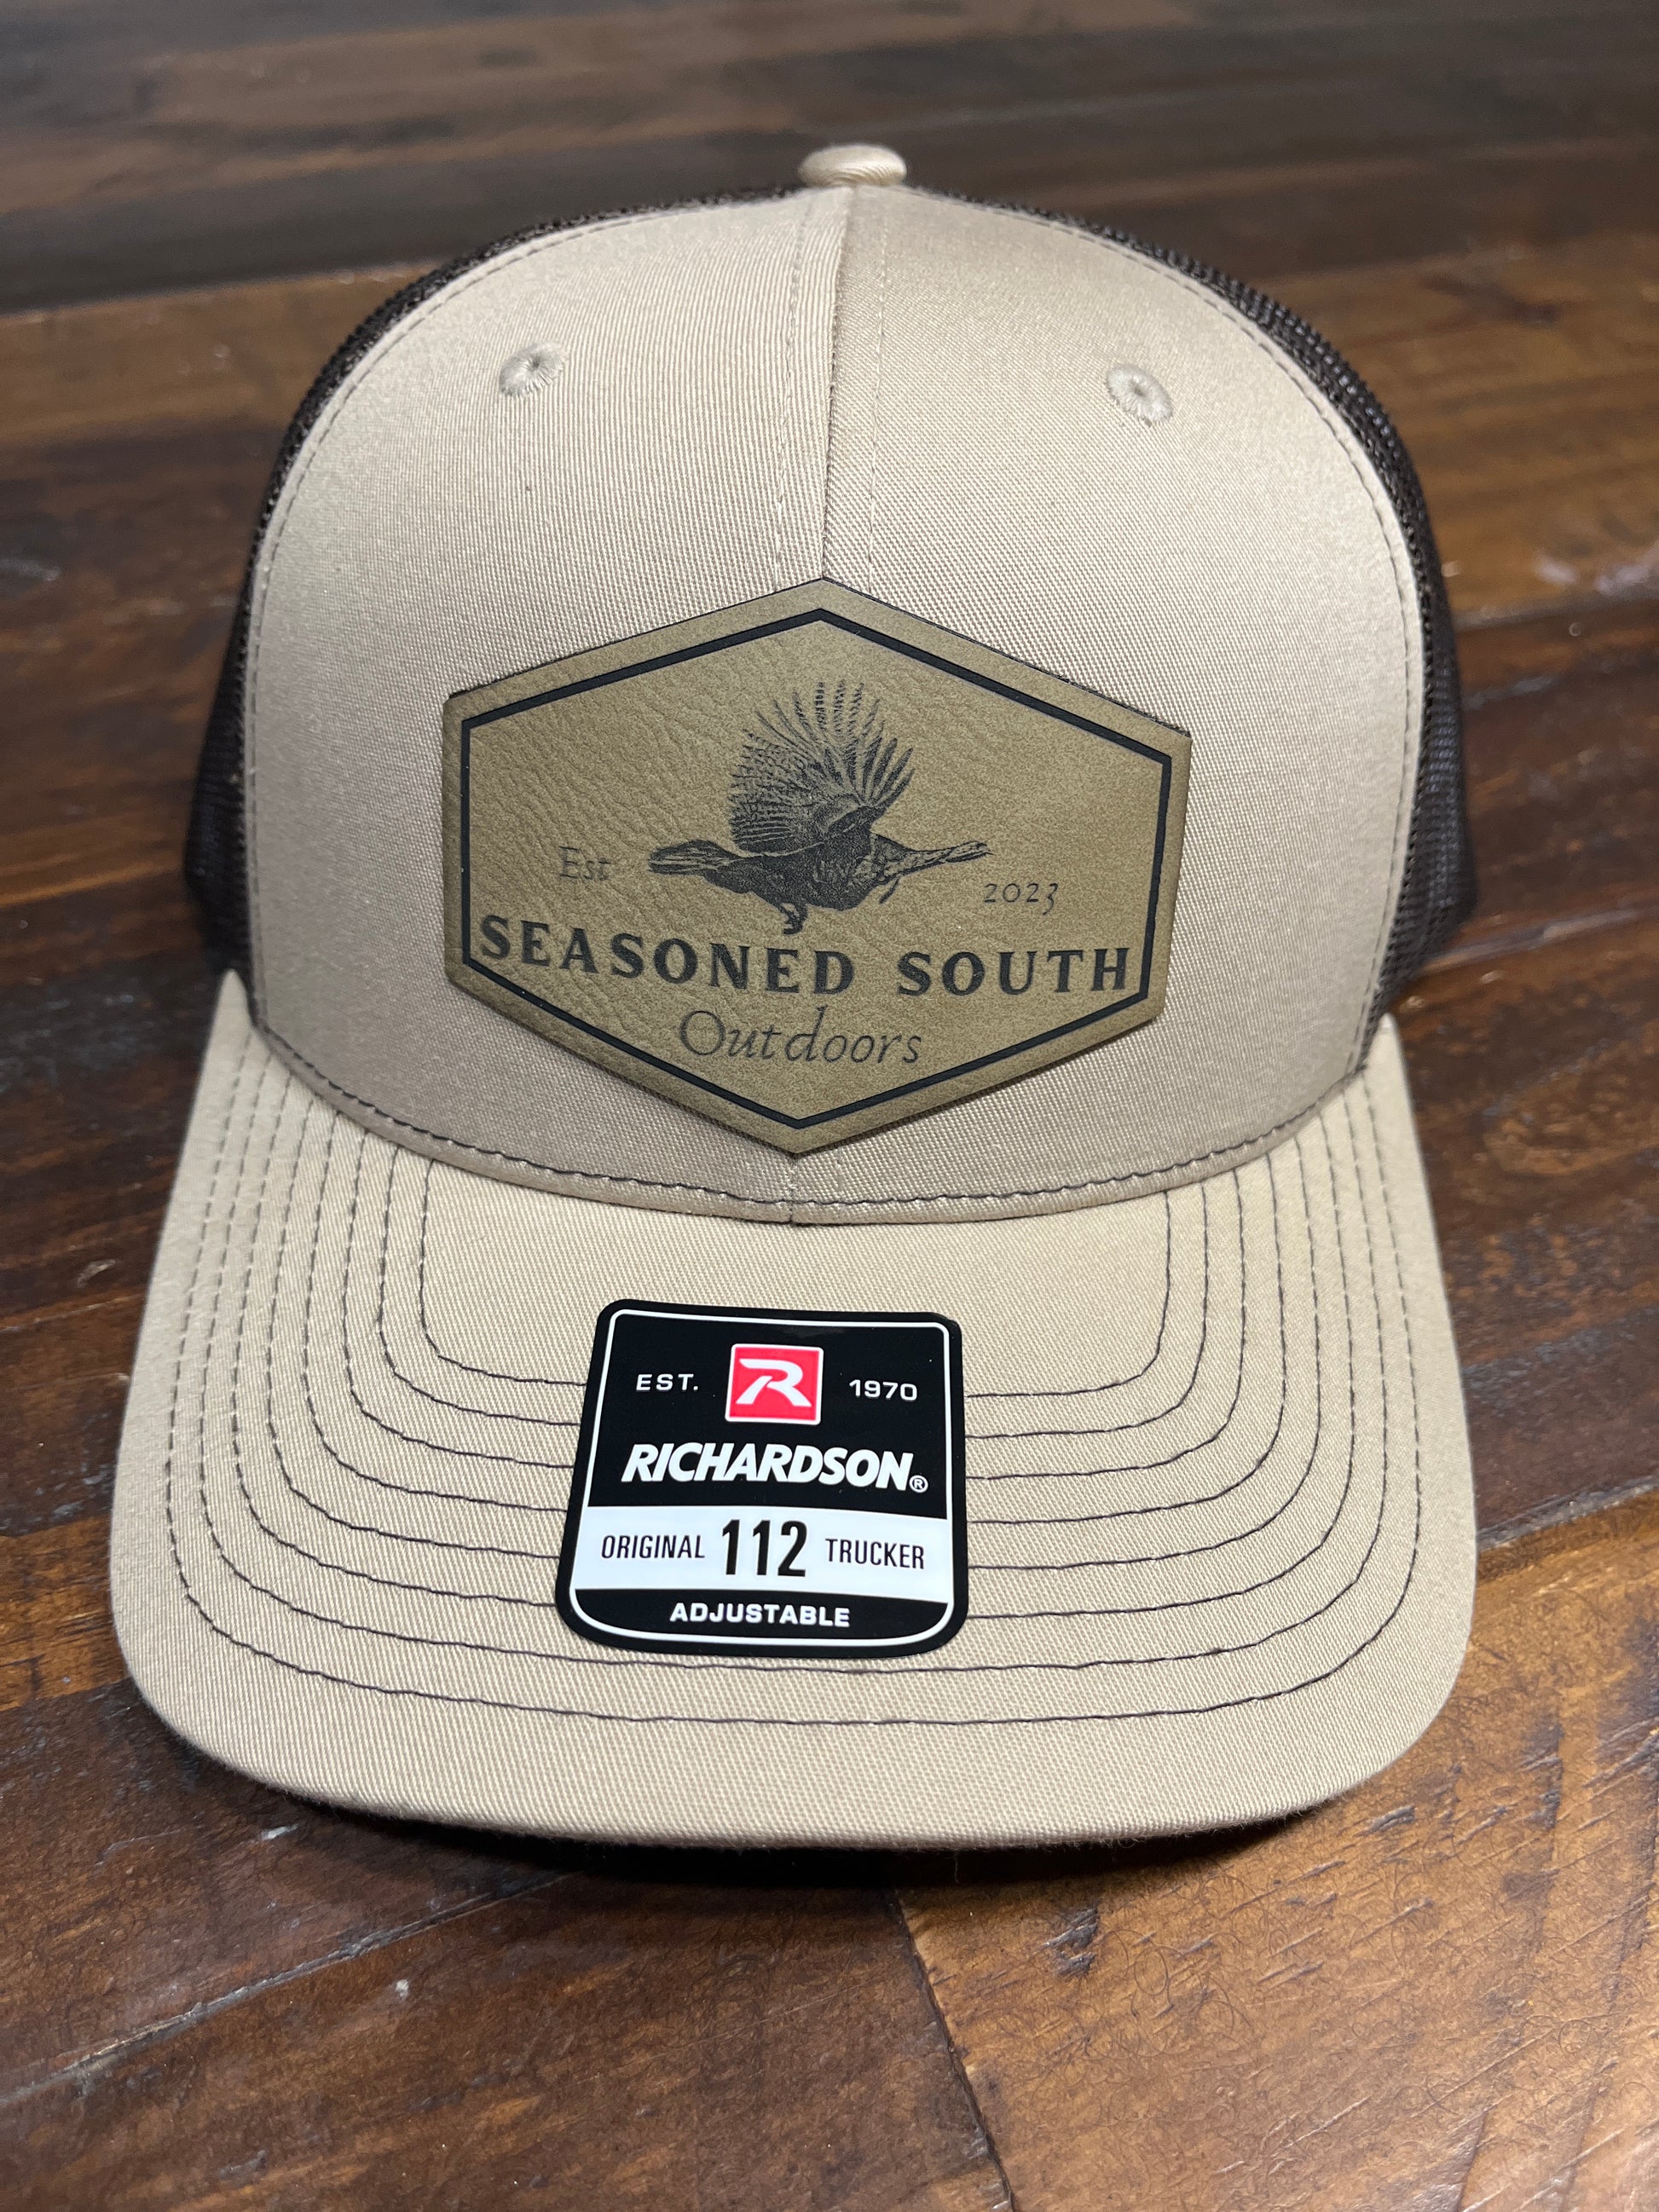 Est 2023
SEASONED SOUTH
Outdoors
EST. R 1970
RICHARDSON®
ORIGINAL 112 TRUCKER
ADJUSTABLE